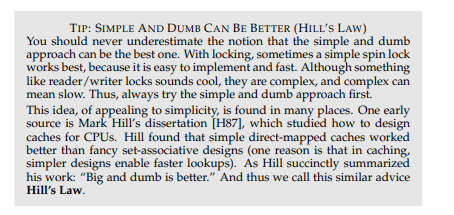 TIP: SIMPLE AND DUMB CAN BE BETTER (HILL'S LAW)
You should never underestimate the notion that the simple and dumb
approach can be the best one. With locking, sometimes a simple spin lock
works best, because it is easy to implement and fast. Although something
like reader/writer locks sounds cool, they are complex, and complex can
mean slow. Thus, always try the simple and dumb approach first.
This idea, of appealing to simplicity, is found in many places. One early
source is Mark Hill's dissertation [H87], which studied how to design
caches for CPUs. Hill found that simple direct-mapped caches worked
better than fancy set-associative designs (one reason is that in caching,
simpler designs enable faster lookups). As Hill succinctly summarized
his work: "Big and dumb is better." And thus we call this similar advice
Hill's Law.